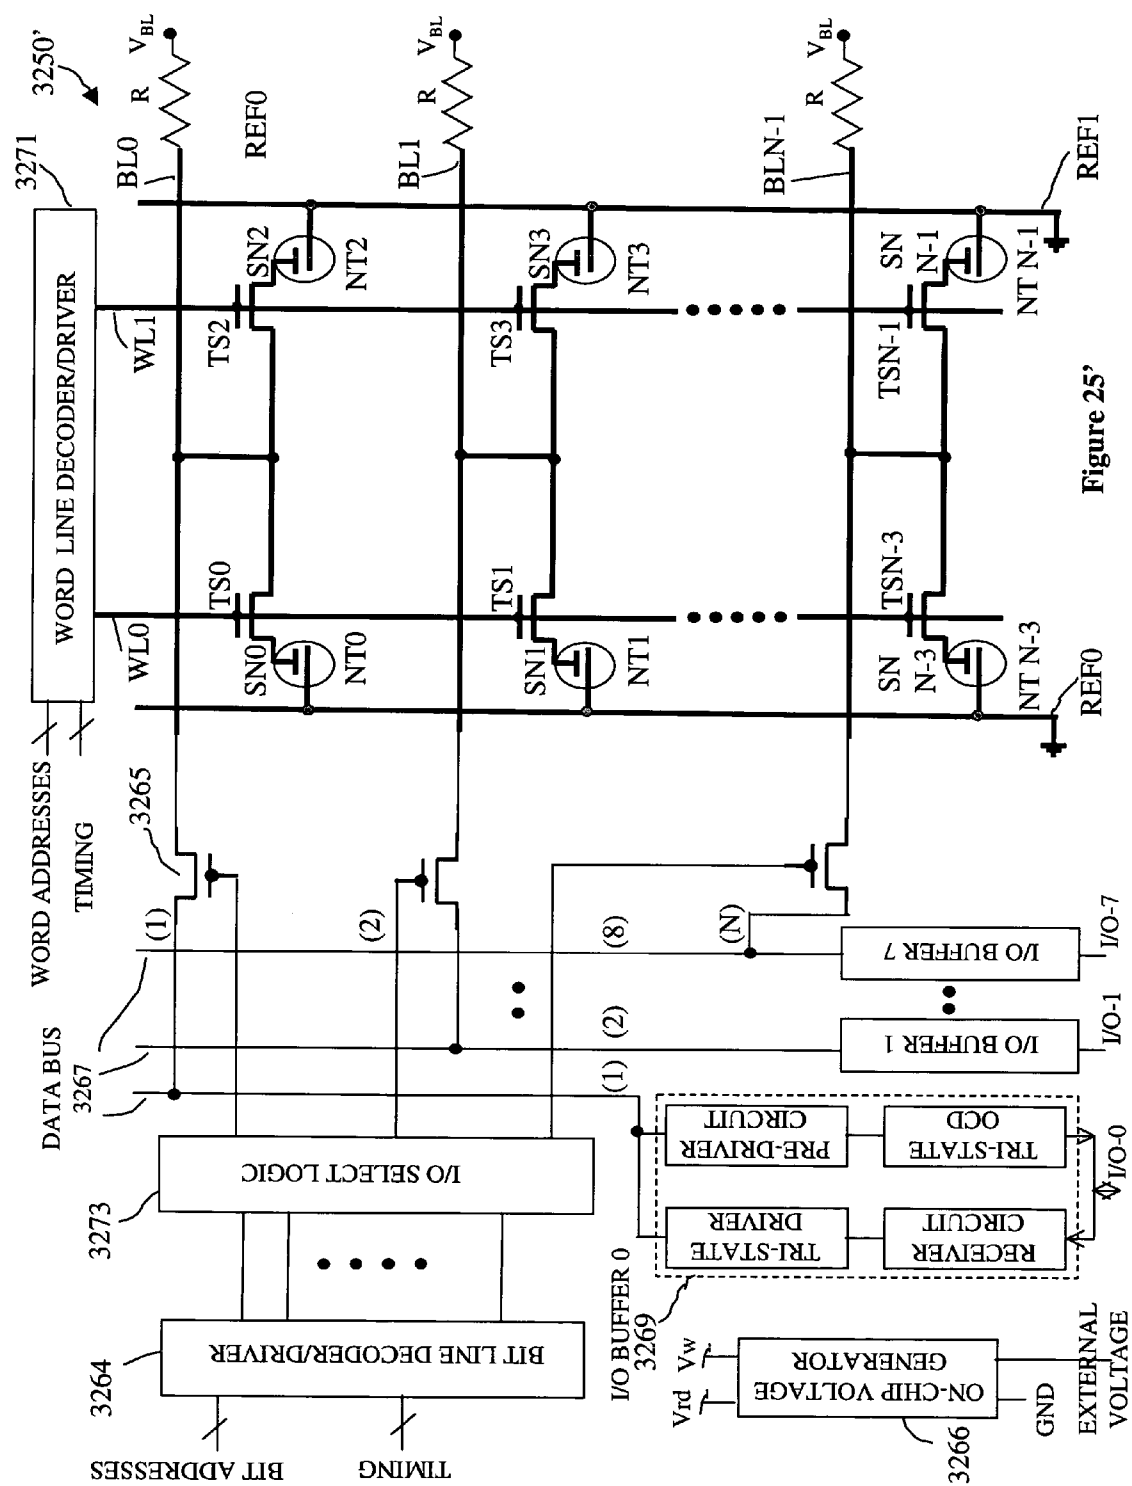 3250'
3271
WORD LINE DECODER/DRIVER
WORD ADDRESSES
TIMING
WL0
WL1
BL0
R
V_BL
REF0
TS0
SN0
NT0
TS2
SN2
NT2
BL1
R
V_BL
TS1
SN1
NT1
TS3
SN3
NT3
BLN-1
R
V_BL
TSN-3
SN
N-3
NT N-3
TSN-1
SN
N-1
NT N-1
REF0
REF1
3265
(1)
(2)
(8)
(N)
DATA BUS
3267
(2)
(1)
3273
I/O SELECT LOGIC
3264
BIT LINE DECODER/DRIVER
BIT ADDRESSES
TIMING
I/O BUFFER 7
I/O-7
I/O BUFFER 1
I/O-1
I/O BUFFER 0
3269
PRE-DRIVER
CIRCUIT
TRI-STATE
OCD
TRI-STATE
DRIVER
RECEIVER
CIRCUIT
I/O-0
Vw
Vrd
ON-CHIP VOLTAGE
GENERATOR
3266
GND
EXTERNAL
VOLTAGE
Figure 25'